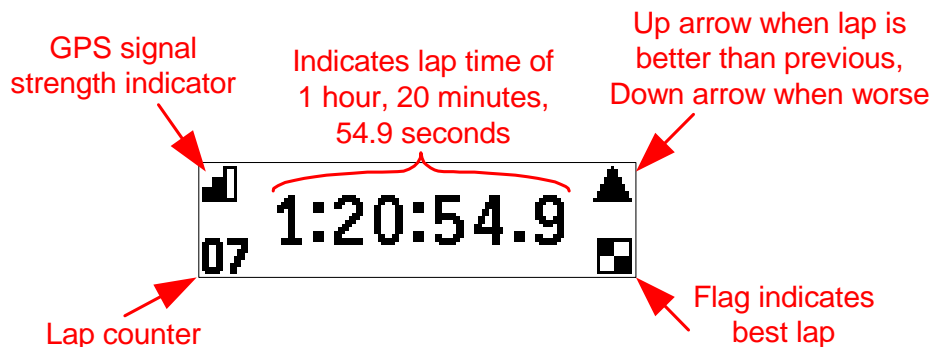 GPS signal
strength indicator
Indicates lap time of
1 hour, 20 minutes,
54.9 seconds
Up arrow when lap is
better than previous,
Down arrow when worse
1:20:54.9
07
Lap counter
Flag indicates
best lap